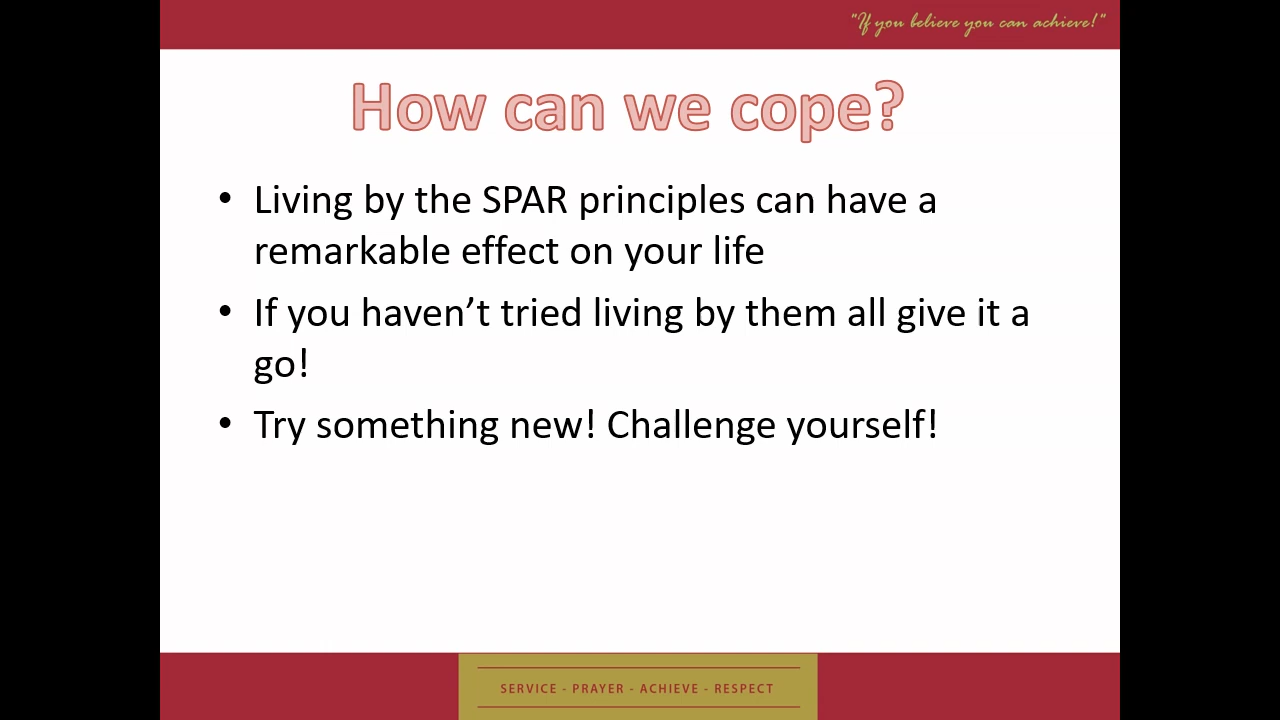 "If you believe you can achieve!"
How can we cope?
• Living by the SPAR principles can have a
remarkable effect on your life
• If you haven’t tried living by them all give it a
go!
• Try something new! Challenge yourself!
SERVICE - PRAYER - ACHIEVE - RESPECT